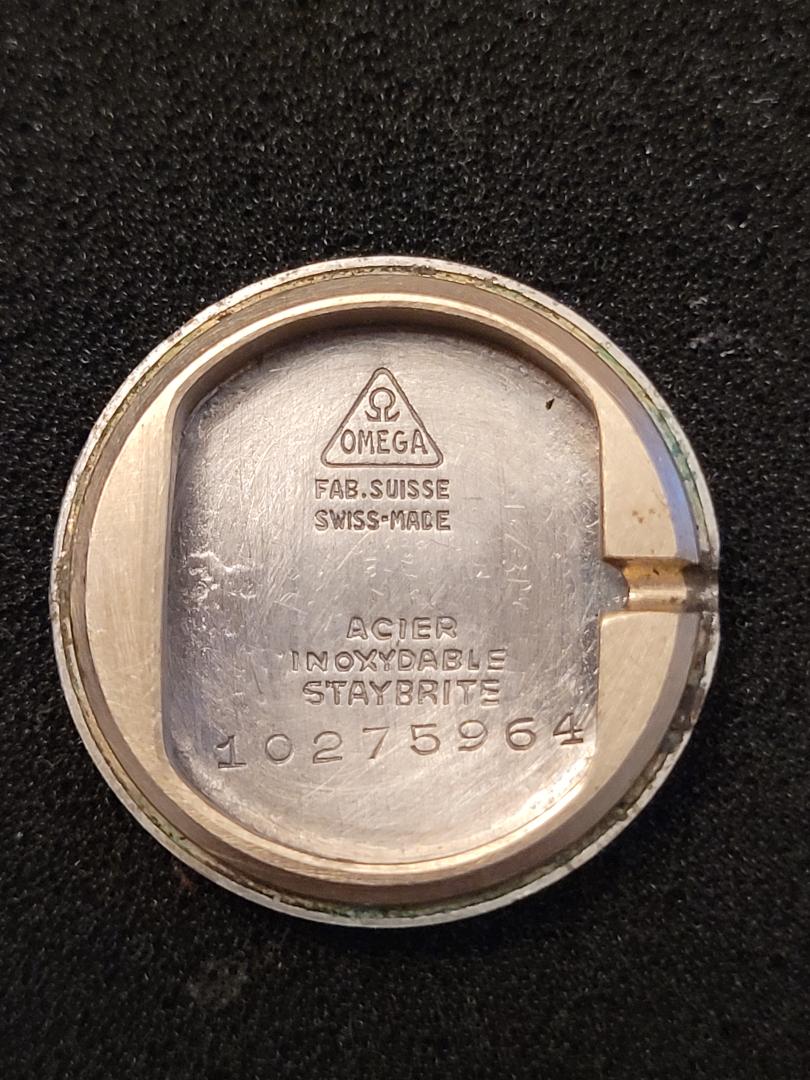 Ω
OMEGA
FAB. SUISSE
SWISS-MADE
ACIER
INOXYDABLE
STAYBRITE
10275964